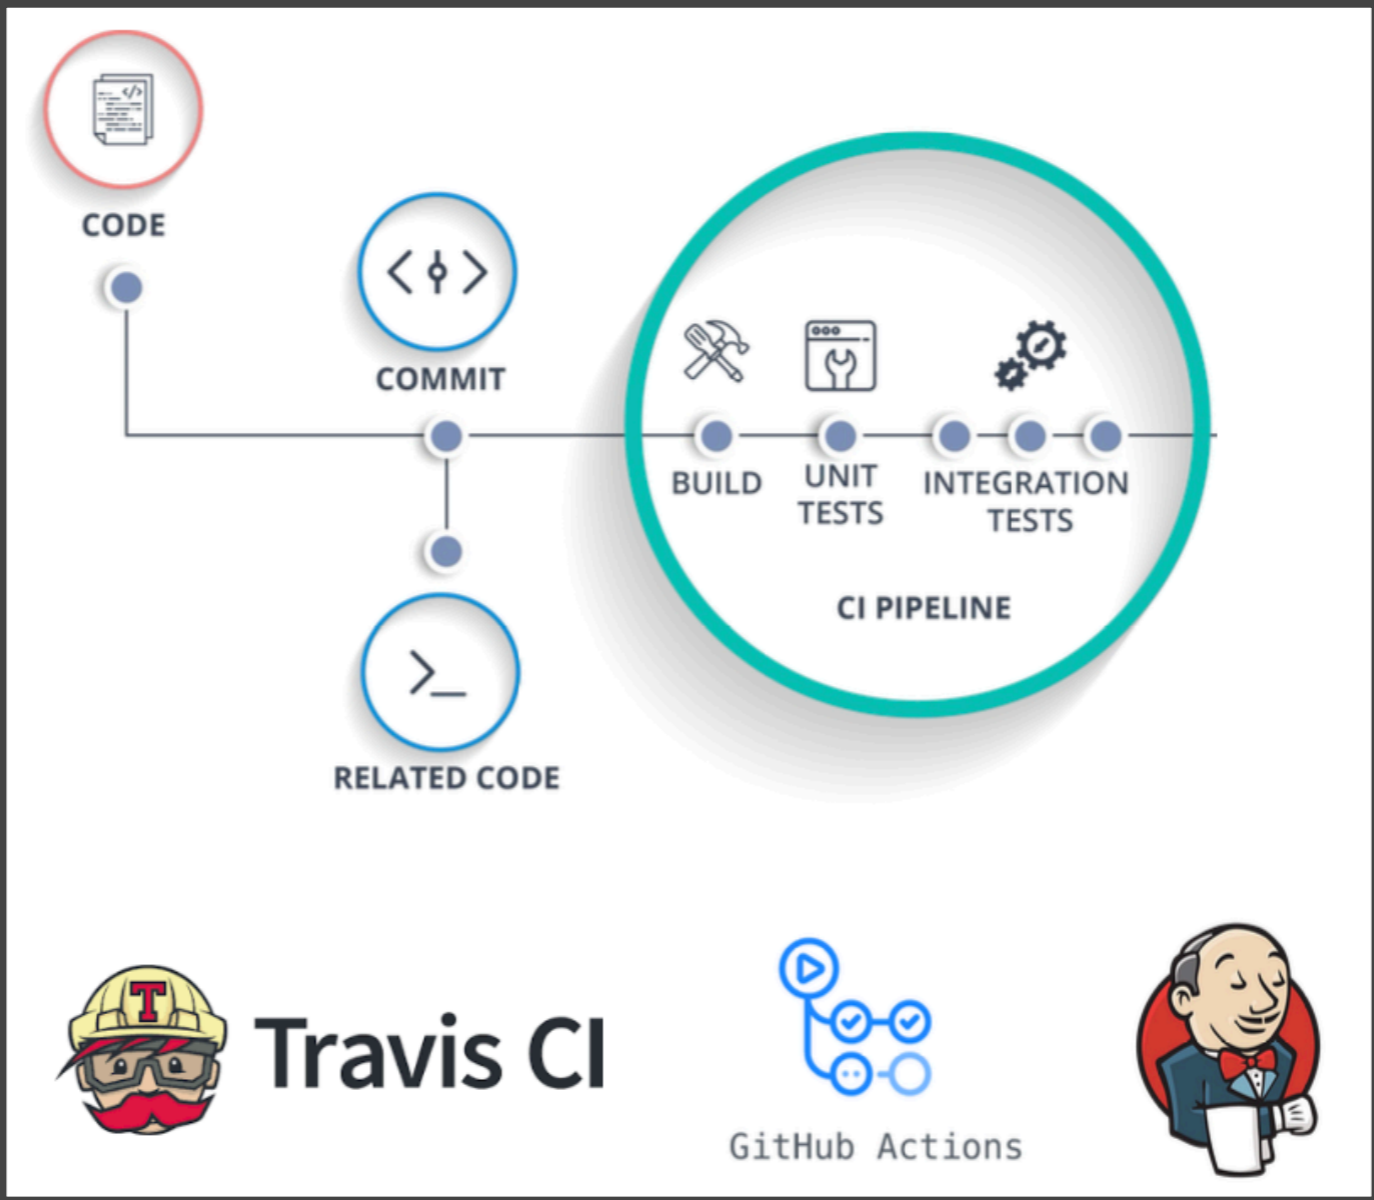 CODE
COMMIT
BUILD
UNIT
TESTS
INTEGRATION
TESTS
CI PIPELINE
RELATED CODE
T
Travis CI
GitHub Actions